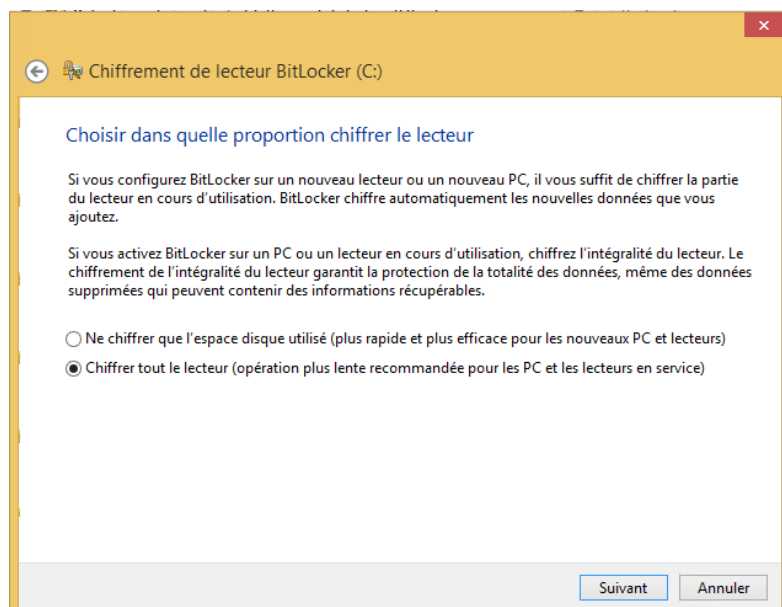 Chiffrement de lecteur BitLocker (C:)
Choisir dans quelle proportion chiffrer le lecteur
Si vous configurez BitLocker sur un nouveau lecteur ou un nouveau PC, il vous suffit de chiffrer la partie
du lecteur en cours d'utilisation. BitLocker chiffre automatiquement les nouvelles données que vous
ajoutez.
Si vous activez BitLocker sur un PC ou un lecteur en cours d'utilisation, chiffrez l'intégralité du lecteur. Le
chiffrement de l'intégralité du lecteur garantit la protection de la totalité des données, même des données
supprimées qui peuvent contenir des informations récupérables.
Ne chiffrer que l'espace disque utilisé (plus rapide et plus efficace pour les nouveaux PC et lecteurs)
Chiffrer tout le lecteur (opération plus lente recommandée pour les PC et les lecteurs en service)
Suivant Annuler